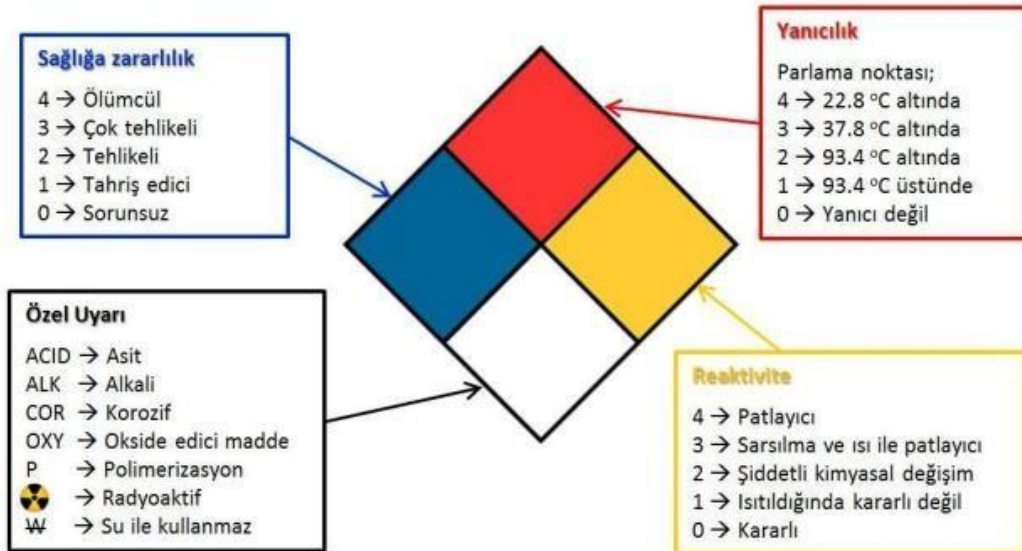 Sağlığa zararlılık
4 → Ölümcül
3 → Çok tehlikeli
2 → Tehlikeli
1 → Tahriş edici
0 → Sorunsuz
Yanıcılık
Parlama noktası;
4 → 22.8 °C altında
3 → 37.8 °C altında
2 → 93.4 °C altında
1 → 93.4 °C üstünde
0 → Yanıcı değil
Özel Uyarı
ACID → Asit
ALK → Alkali
COR → Korozif
OXY → Okside edici madde
P → Polimerizasyon
☢ → Radyoaktif
W̶ → Su ile kullanmaz
Reaktivite
4 → Patlayıcı
3 → Sarsılma ve ısı ile patlayıcı
2 → Şiddetli kimyasal değişim
1 → Isıtıldığında kararlı değil
0 → Kararlı